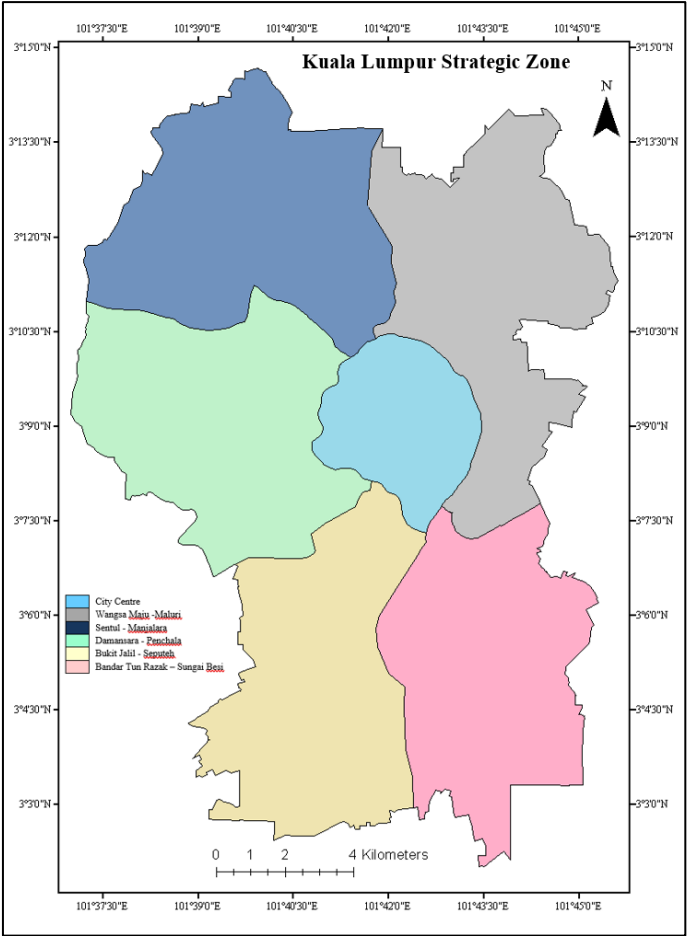 101°37'30"E 101°39'0"E 101°40'30"E 101°42'0"E 101°43'30"E 101°45'0"E
3°15'0"N 3°15'0"N
Kuala Lumpur Strategic Zone
N
3°13'30"N 3°13'30"N
3°12'0"N 3°12'0"N
3°10'30"N 3°10'30"N
3°9'0"N 3°9'0"N
3°7'30"N 3°7'30"N
City Centre
Wangsa Maju -Maluri
3°6'0"N 3°6'0"N
Sentul - Manjalara
Damansara - Penchala
Bukit Jalil - Seputeh
Bandar Tun Razak – Sungai Besi
3°4'30"N 3°4'30"N
3°3'0"N 3°3'0"N
0 1 2 4 Kilometers
101°37'30"E 101°39'0"E 101°40'30"E 101°42'0"E 101°43'30"E 101°45'0"E